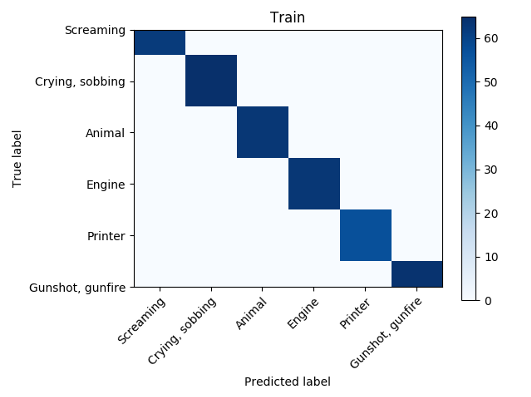 Train
Screaming
Crying, sobbing
Animal
Engine
Printer
Gunshot, gunfire
True label
Screaming
Crying, sobbing
Animal
Engine
Printer
Gunshot, gunfire
Predicted label
60
50
40
30
20
10
0